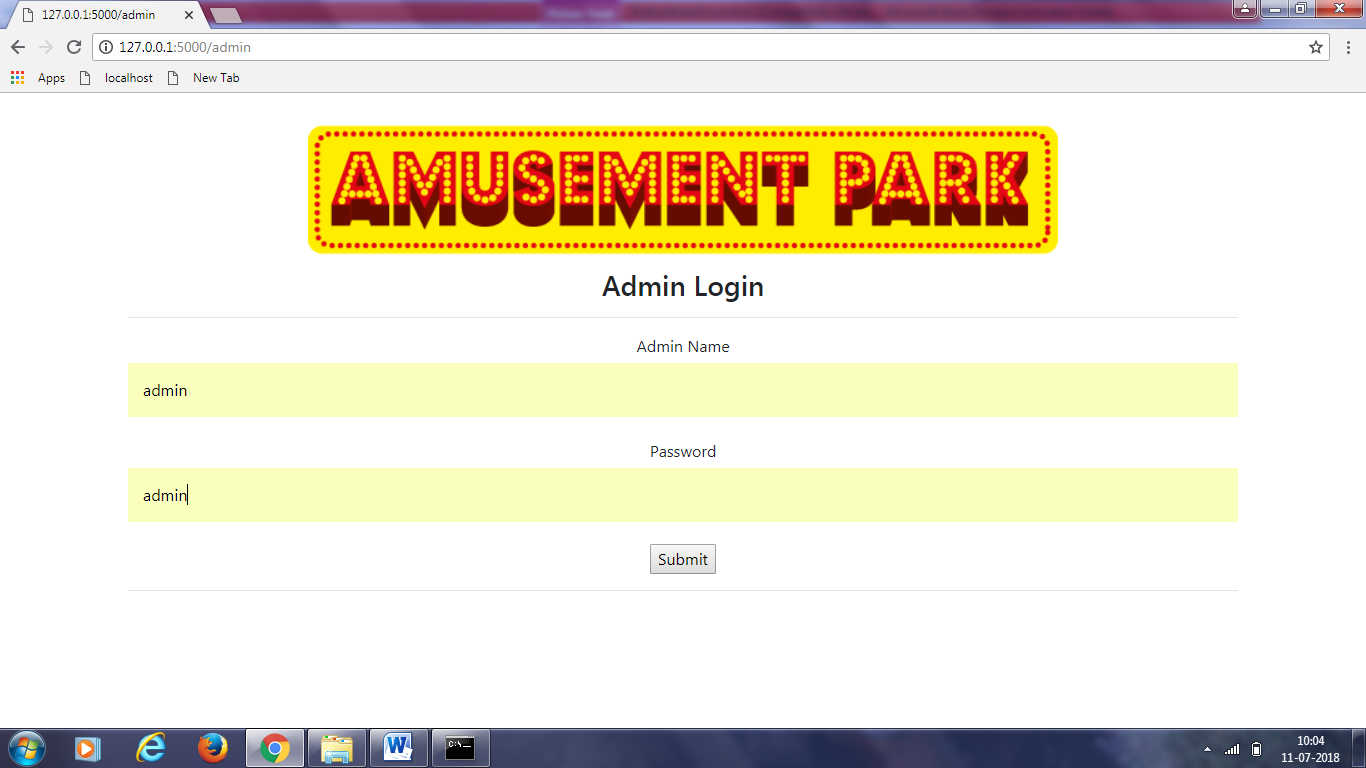 127.0.0.1:5000/admin
127.0.0.1:5000/admin
Apps localhost New Tab
AMUSEMENT PARK
Admin Login
Admin Name
admin
Password
admin
Submit
10:04
11-07-2018